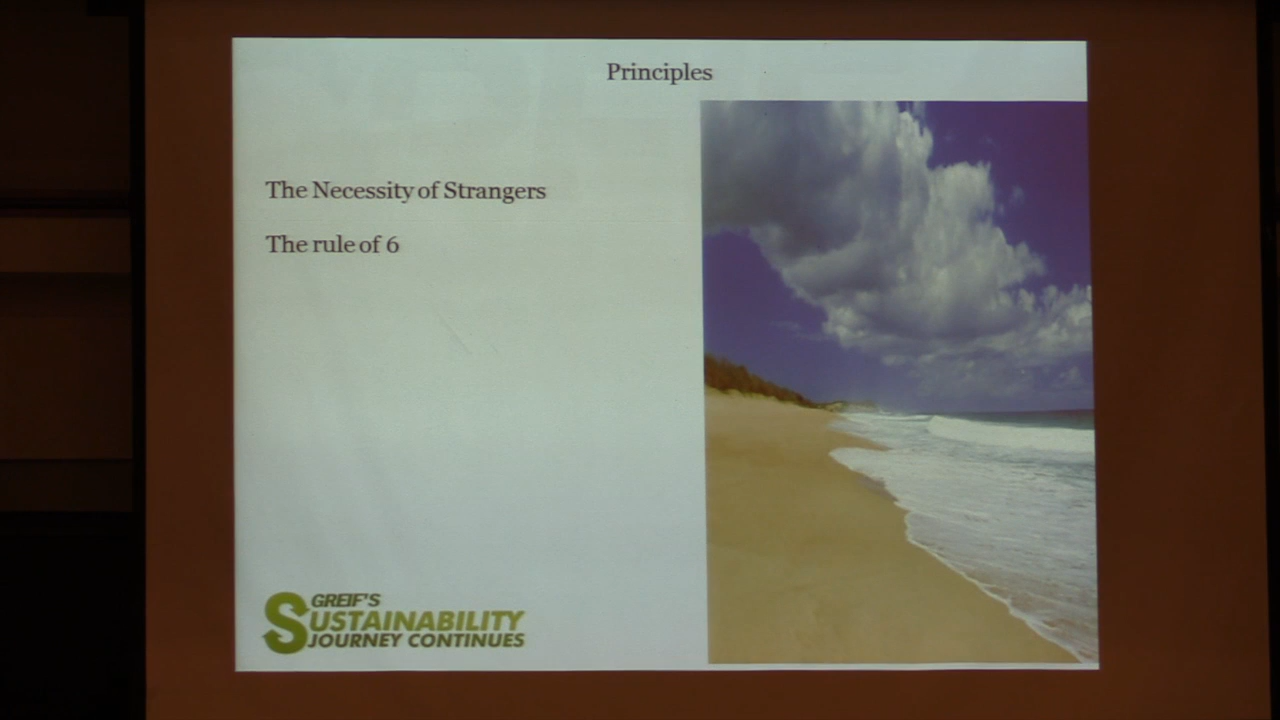 Principles
The Necessity of Strangers
The rule of 6
GREIF'S
SUSTAINABILITY
JOURNEY CONTINUES